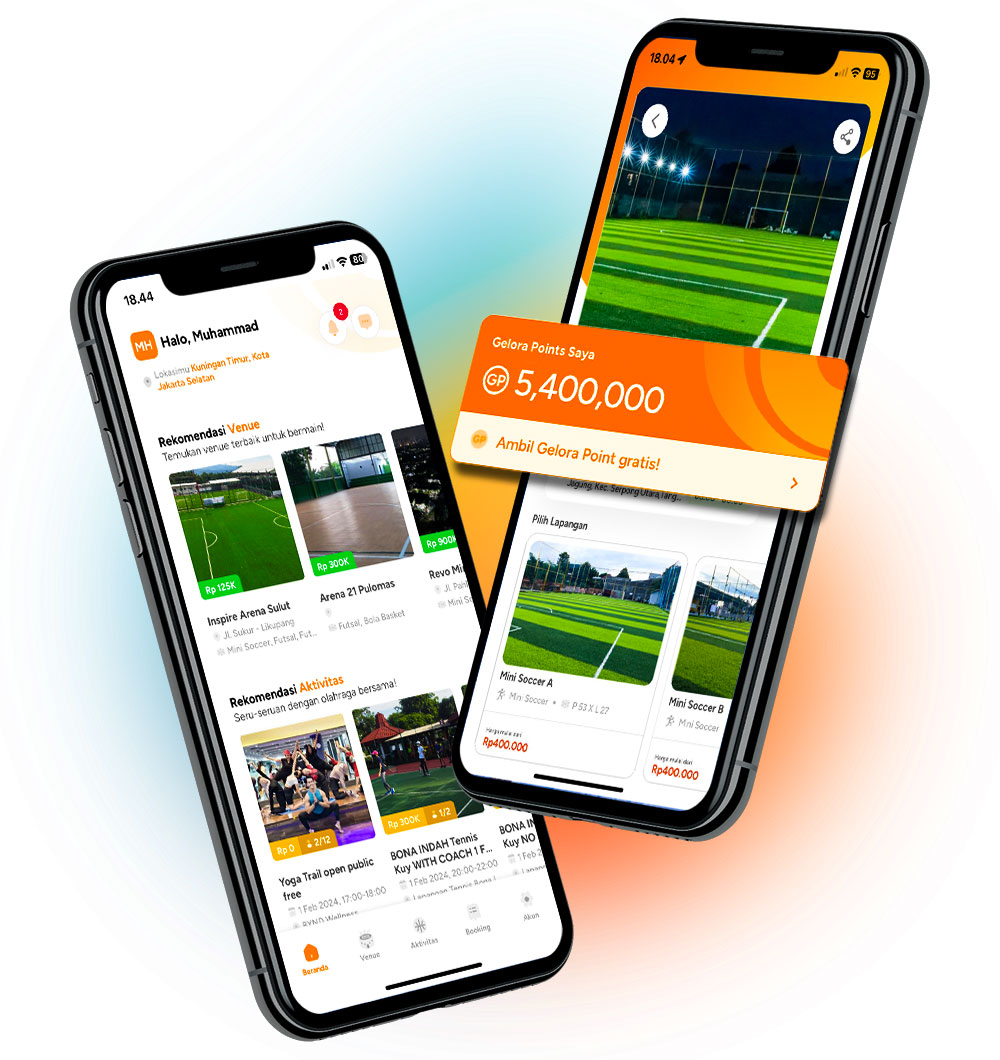 18.44
80
MH
Halo, Muhammad
2
Lokasimu Kuningan Timur, Kota
Jakarta Selatan
Rekomendasi Venue
Temukan venue terbaik untuk bermain!
Rp 125K
Rp 300K
Rp 900K
Inspire Arena Sulut
Jl. Sukur - Likupang
Mini Soccer, Futsal, Fut...
Arena 21 Pulomas
Futsal, Bola Basket
Revo Mi
Jl. Pan
Mini So
Rekomendasi Aktivitas
Seru-seruan dengan olahraga bersama!
Rp 0
2/12
Rp 300K
1/2
Yoga Trail open public
free
1 Feb 2024, 17:00-18:00
BYND Wellness
BONA INDAH Tennis
Kuy WITH COACH 1 F...
1 Feb 2024, 20:00-22:00
Lapangan Tennis Bona I
BONA IN
Kuy NO
1 Feb 2
Lapang
Beranda
Venue
Aktivitas
Booking
Akun
18.04
95
Gelora Points Saya
GP 5,400,000
GP Ambil Gelora Point gratis!
Jagung, Kec. Serpong Utara, Tang...
Pilih Lapangan
Mini Soccer A
Mini Soccer • P 53 X L 27
Harga mulai dari
Rp400.000
Mini Soccer B
Mini Soccer
Harga mulai dari
Rp400.000